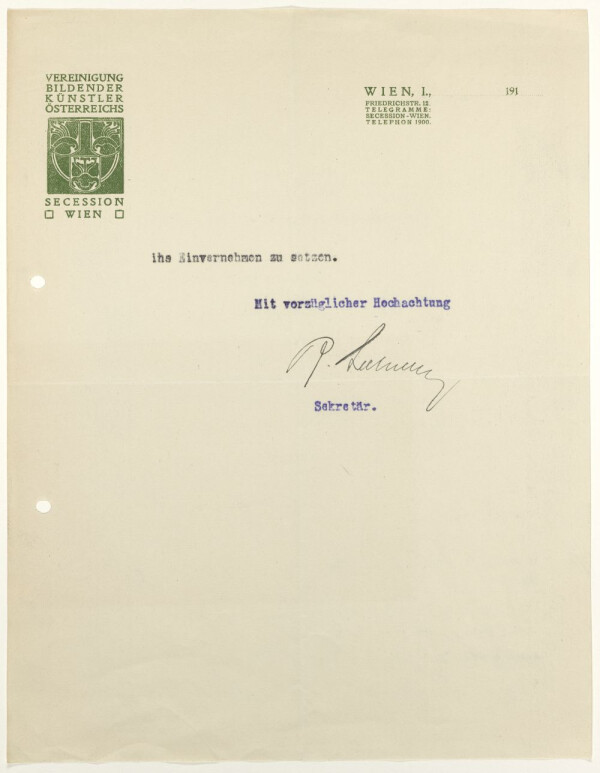 VEREINIGUNG
BILDENDER
KÜNSTLER
ÖSTERREICHS
SECESSION
WIEN
WIEN, I., 191
FRIEDRICHSTR. 12.
TELEGRAMME:
SECESSION-WIEN.
TELEPHON 1900.
ihs Einvernehmen zu setzen.
Mit vorzüglicher Hochachtung
R.
Sekretär.